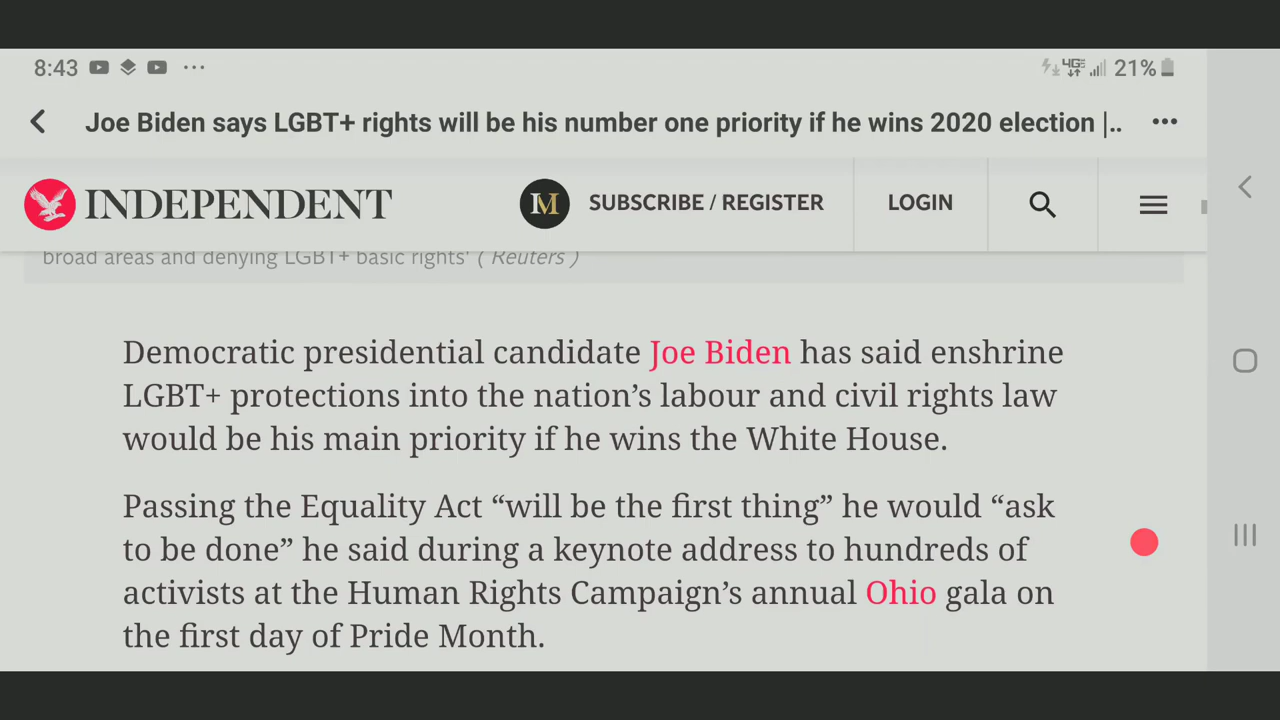 8:43 ... 4GE 21%
Joe Biden says LGBT+ rights will be his number one priority if he wins 2020 election |..
INDEPENDENT M SUBSCRIBE / REGISTER LOGIN
broad areas and denying LGBT+ basic rights' ( Reuters )
Democratic presidential candidate Joe Biden has said enshrine
LGBT+ protections into the nation’s labour and civil rights law
would be his main priority if he wins the White House.
Passing the Equality Act “will be the first thing” he would “ask
to be done” he said during a keynote address to hundreds of
activists at the Human Rights Campaign’s annual Ohio gala on
the first day of Pride Month.